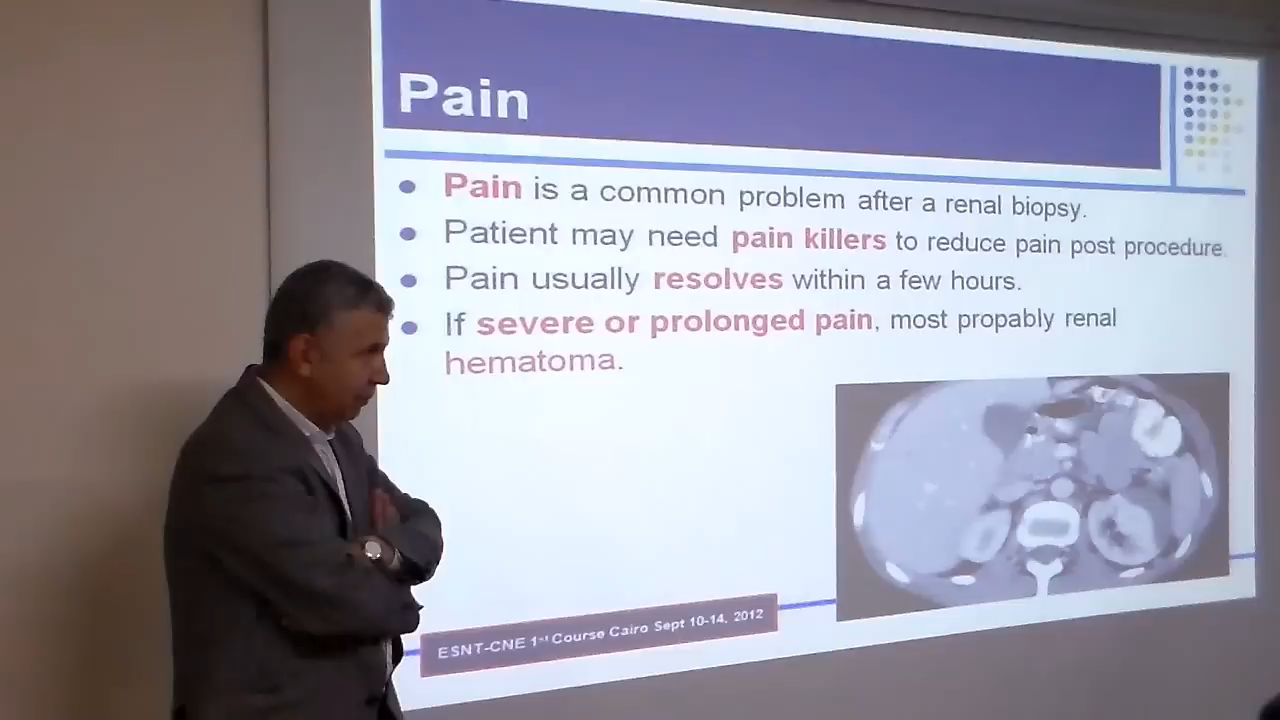 Pain
Pain is a common problem after a renal biopsy.
Patient may need pain killers to reduce pain post procedure.
Pain usually resolves within a few hours.
If severe or prolonged pain, most propably renal
hematoma.
ESNT-CNE 1st Course Cairo Sept 10-14, 2012